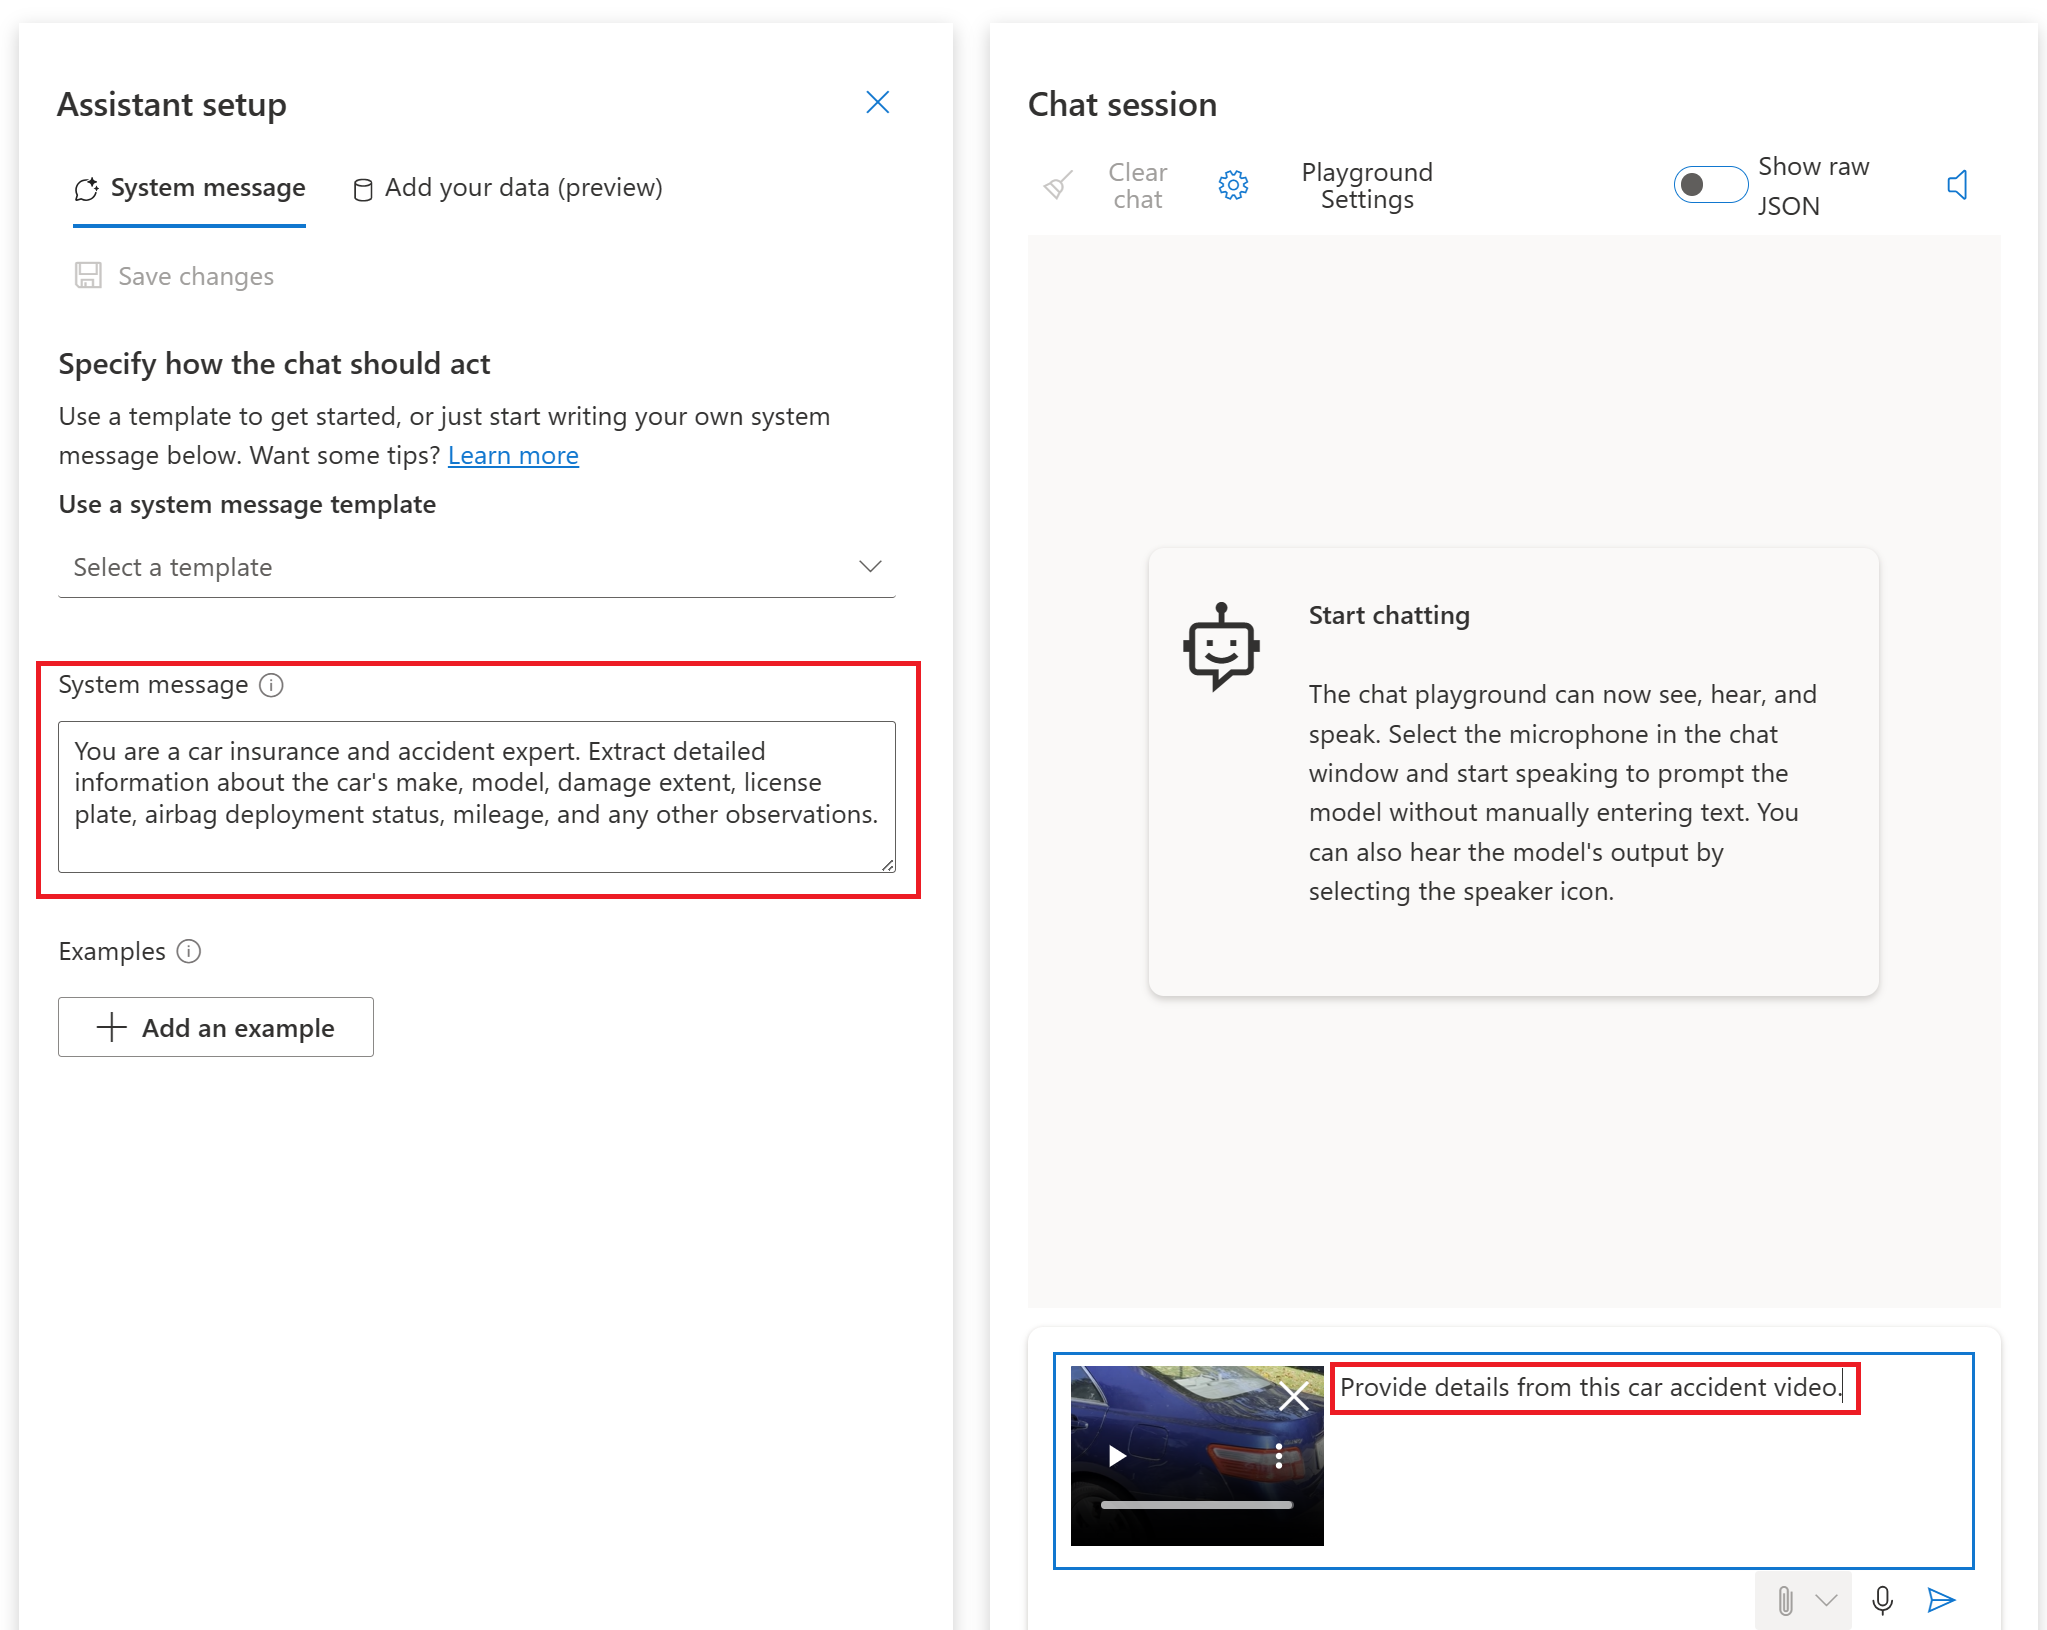 Assistant setup
System message
Add your data (preview)
Save changes
Specify how the chat should act
Use a template to get started, or just start writing your own system
message below. Want some tips? Learn more
Use a system message template
Select a template
System message
You are a car insurance and accident expert. Extract detailed
information about the car's make, model, damage extent, license
plate, airbag deployment status, mileage, and any other observations.
Examples
Add an example
Chat session
Clear
chat
Playground
Settings
Show raw
JSON
Start chatting
The chat playground can now see, hear, and
speak. Select the microphone in the chat
window and start speaking to prompt the
model without manually entering text. You
can also hear the model's output by
selecting the speaker icon.
Provide details from this car accident video.